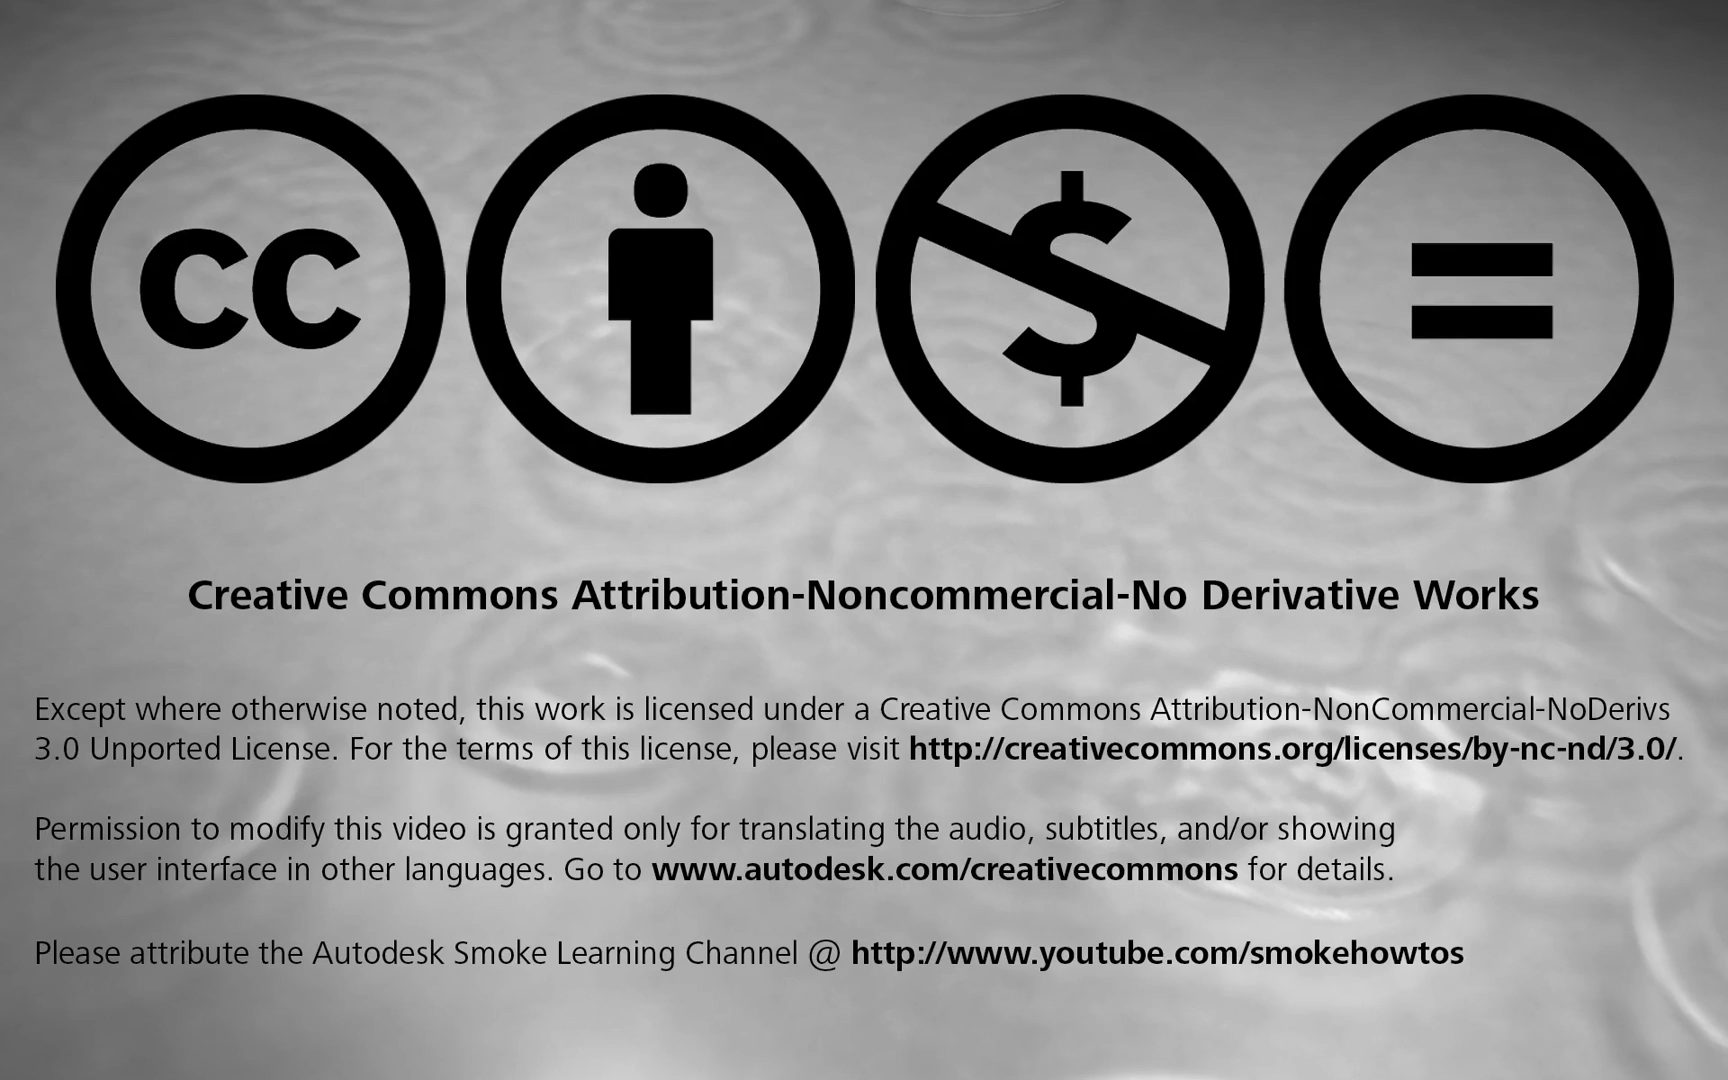 cc
$
=
Creative Commons Attribution-Noncommercial-No Derivative Works
Except where otherwise noted, this work is licensed under a Creative Commons Attribution-NonCommercial-NoDerivs
3.0 Unported License. For the terms of this license, please visit http://creativecommons.org/licenses/by-nc-nd/3.0/.
Permission to modify this video is granted only for translating the audio, subtitles, and/or showing
the user interface in other languages. Go to www.autodesk.com/creativecommons for details.
Please attribute the Autodesk Smoke Learning Channel @ http://www.youtube.com/smokehowtos